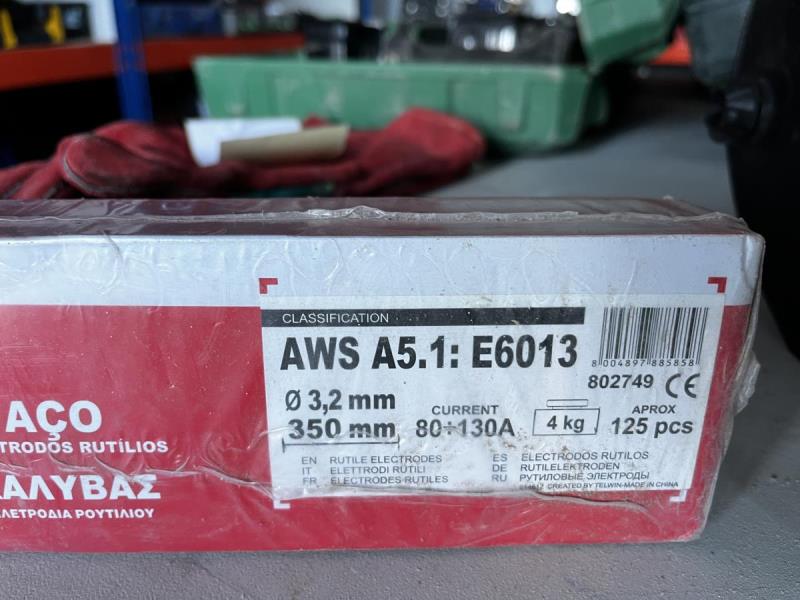 AÇO
TRODOS RUTÍLIOS
ΑΛΥΒΑΣ
ΛΕΤΡΟΔΙΑ ΡΟΥΤΙΛΙΟΥ
CLASSIFICATION
AWS A5.1: E6013
8 004897 885858
802749 CE
Ø 3,2 mm
350 mm
CURRENT
80÷130A
4 kg
APROX
125 pcs
EN RUTILE ELECTRODES
IT ELETTRODI RUTILI
FR ELECTRODES RUTILES
ES ELECTRODOS RUTILOS
DE RUTILELEKTRODEN
RU РУТИЛОВЫЕ ЭЛЕКТРОДЫ
CREATED BY TELWIN-MADE IN CHINA